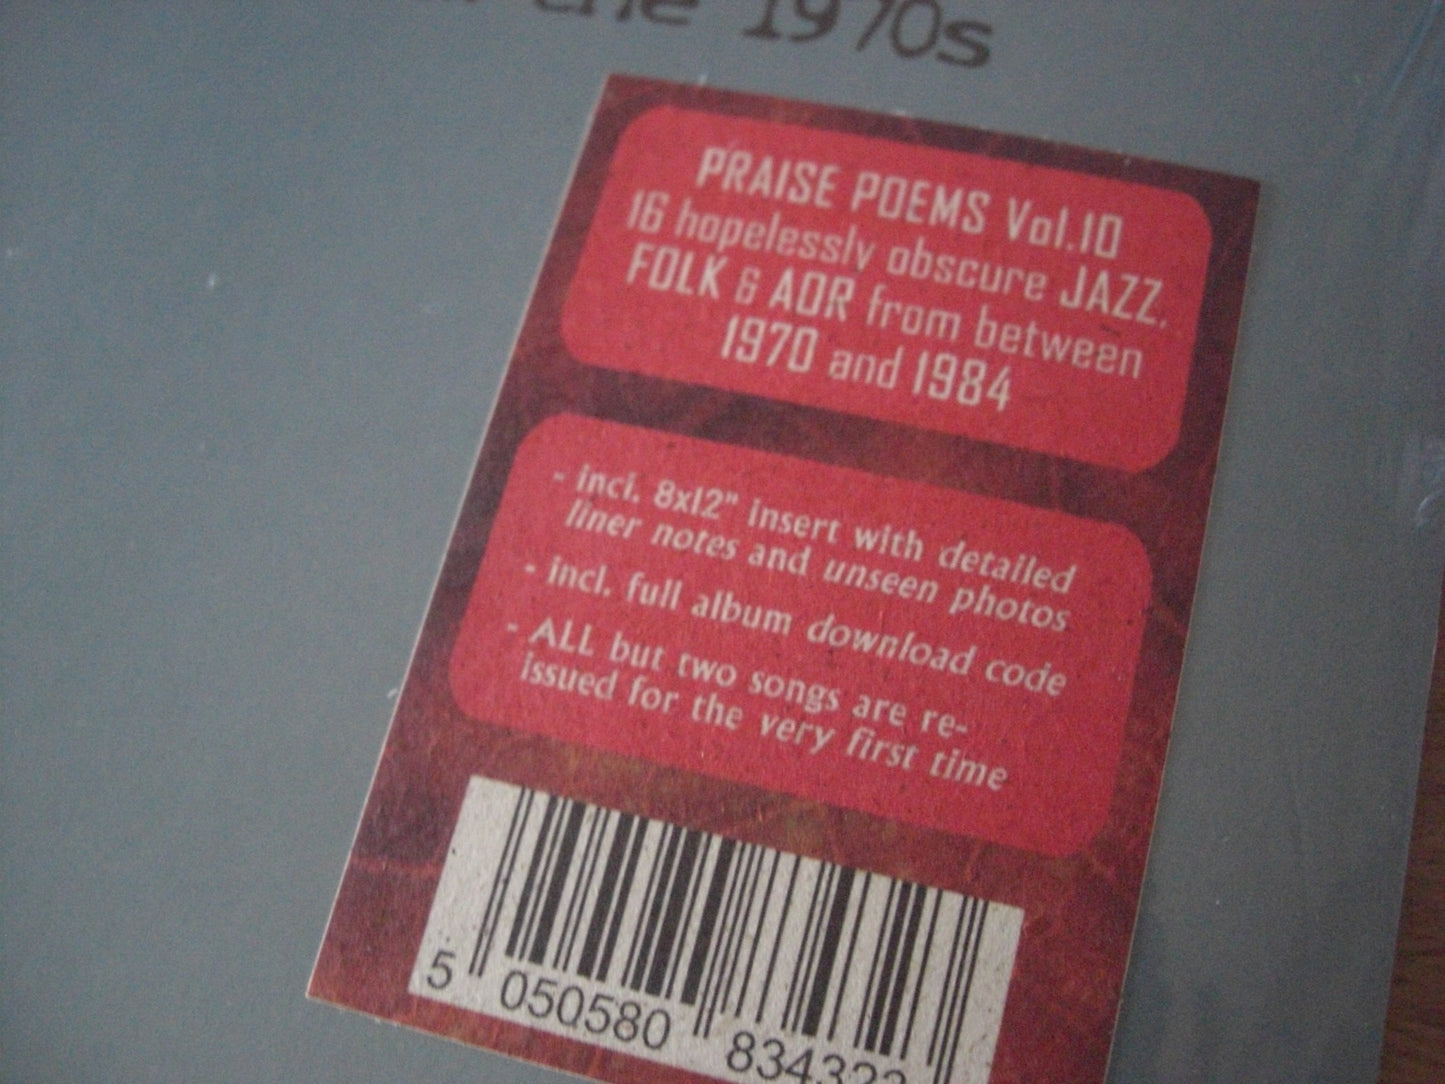 the 1970s
PRAISE POEMS Vol.10
16 hopelessly obscure JAZZ,
FOLK & AOR from between
1970 and 1984
- incl. 8x12" insert with detailed
liner notes and unseen photos
- incl. full album download code
- ALL but two songs are re-
issued for the very first time
5 050580 834323